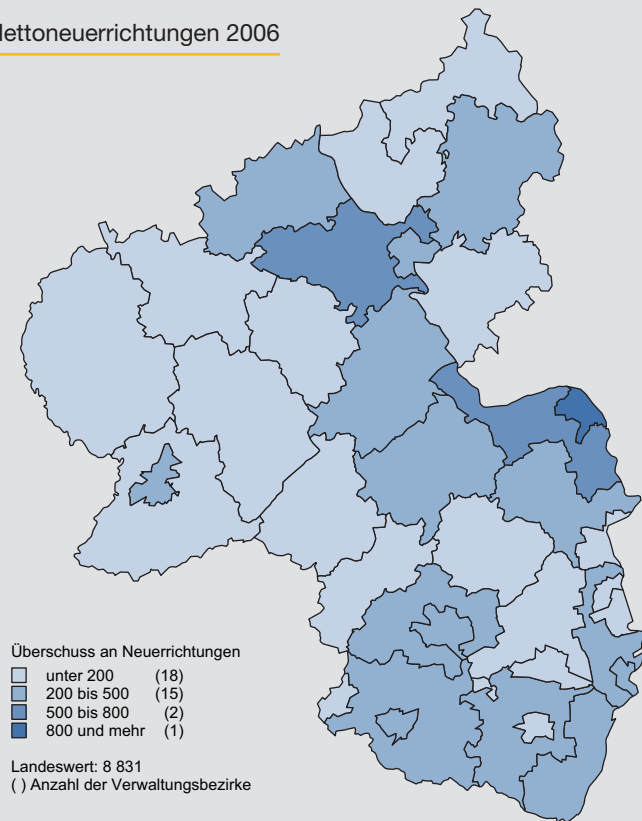 lettoneuerrichtungen 2006
Überschuss an Neuerrichtungen
unter 200 (18)
200 bis 500 (15)
500 bis 800 (2)
800 und mehr (1)
Landeswert: 8 831
( ) Anzahl der Verwaltungsbezirke